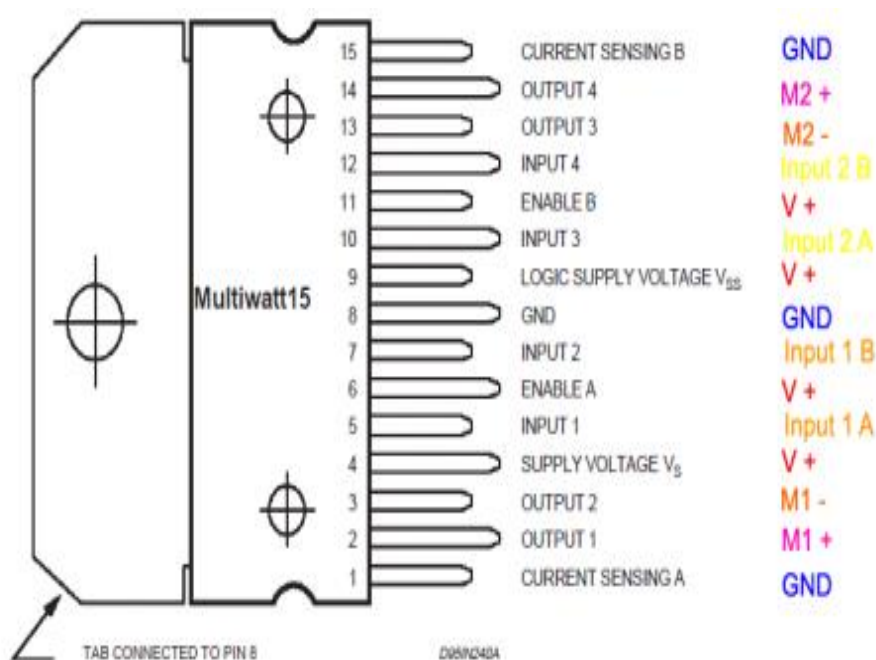 15 CURRENT SENSING B GND
14 OUTPUT 4 M2 +
13 OUTPUT 3 M2 -
12 INPUT 4 Input 2 B
11 ENABLE B V +
10 INPUT 3 Input 2 A
9 LOGIC SUPPLY VOLTAGE VSS V +
Multiwatt15
8 GND GND
7 INPUT 2 Input 1 B
6 ENABLE A V +
5 INPUT 1 Input 1 A
4 SUPPLY VOLTAGE VS V +
3 OUTPUT 2 M1 -
2 OUTPUT 1 M1 +
1 CURRENT SENSING A GND
TAB CONNECTED TO PIN 8 D95IN240A